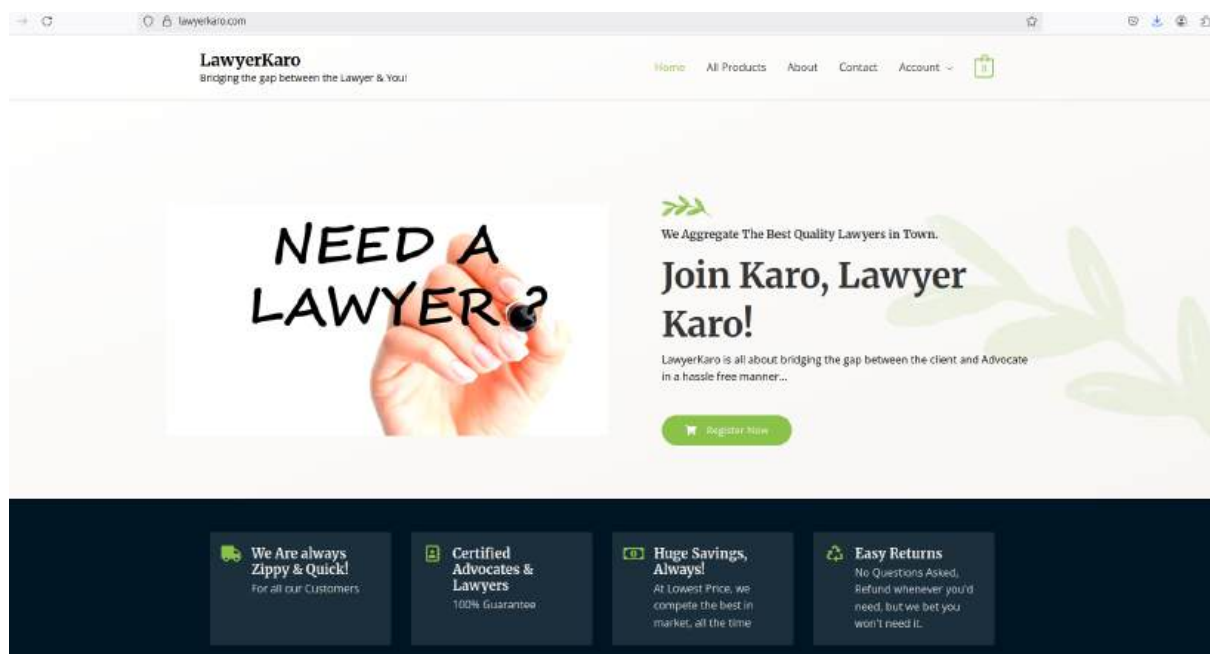 lawyerkaro.com
LawyerKaro
Bridging the gap between the Lawyer & You!
Home All Products About Contact Account
0
NEED A
LAWYER ?
We Aggregate The Best Quality Lawyers in Town.
Join Karo, Lawyer
Karo!
LawyerKaro is all about bridging the gap between the client and Advocate
in a hassle free manner...
Register Now
We Are always
Zippy & Quick!
For all our Customers
Certified
Advocates &
Lawyers
100% Guarantee
Huge Savings,
Always!
At Lowest Price, we
compete the best in
market, all the time
Easy Returns
No Questions Asked,
Refund whenever you'd
need, but we bet you
won't need it.